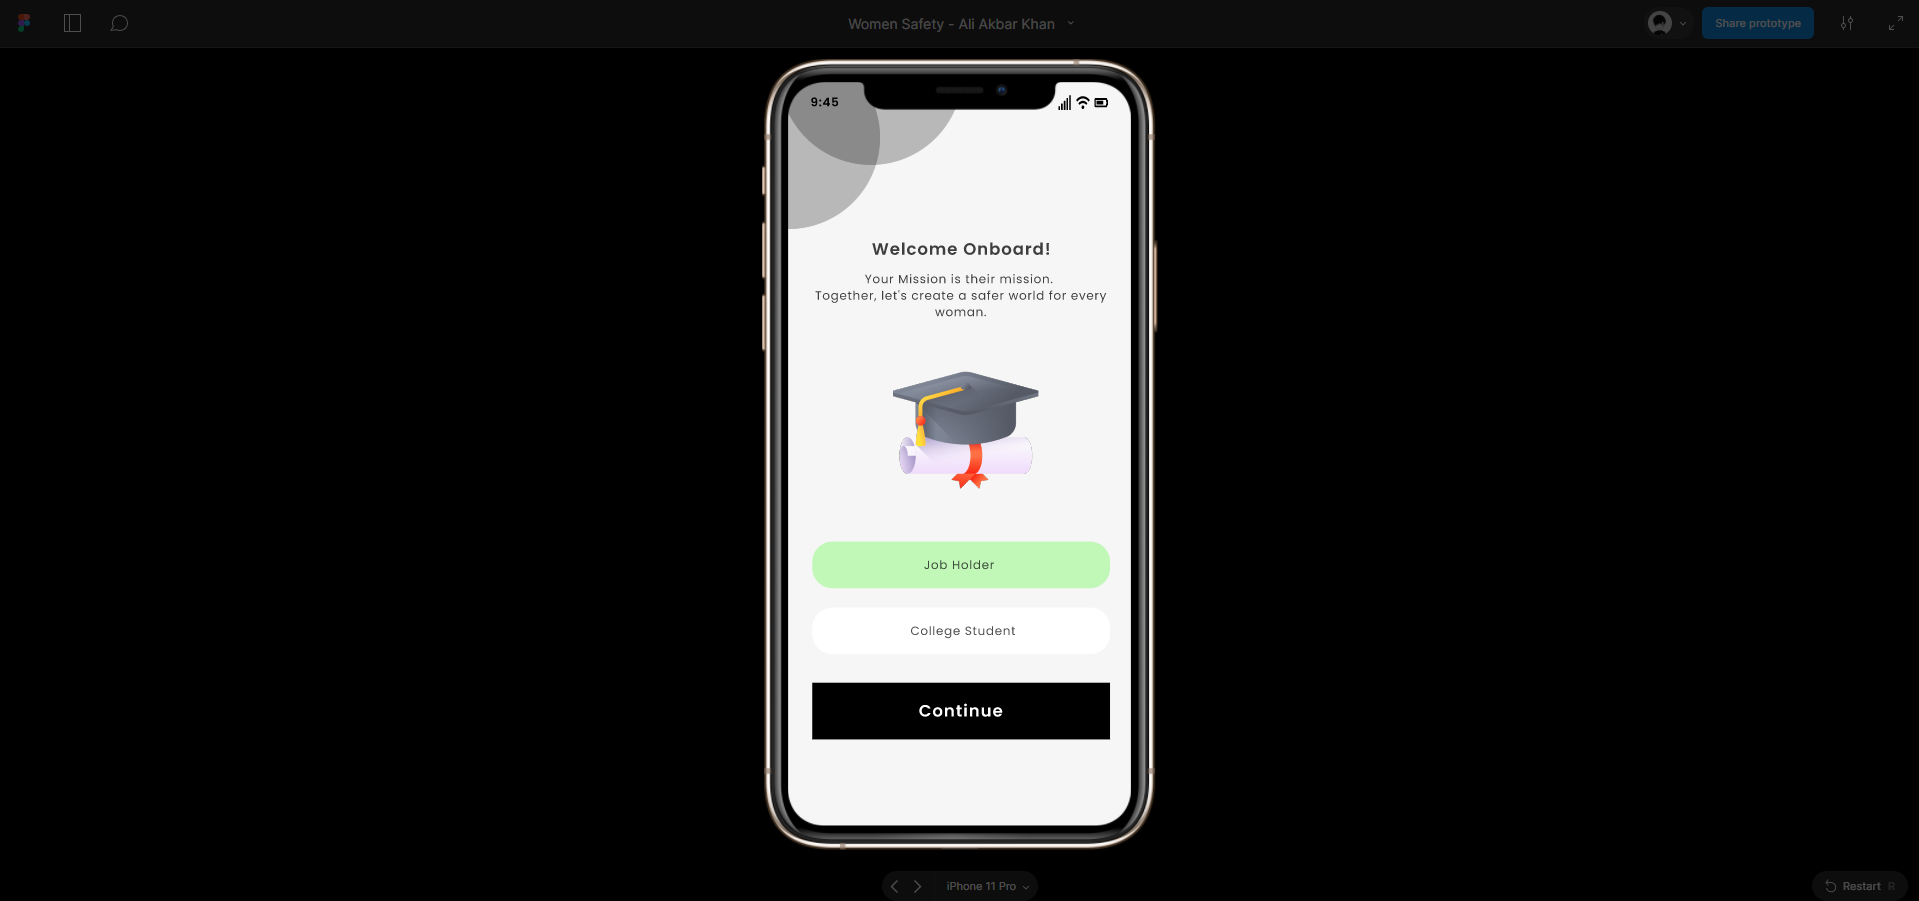 Women Safety - Ali Akbar Khan
Share prototype
9:45
Welcome Onboard!
Your Mission is their mission.
Together, let's create a safer world for every
woman.
Job Holder
College Student
Continue
iPhone 11 Pro
Restart R